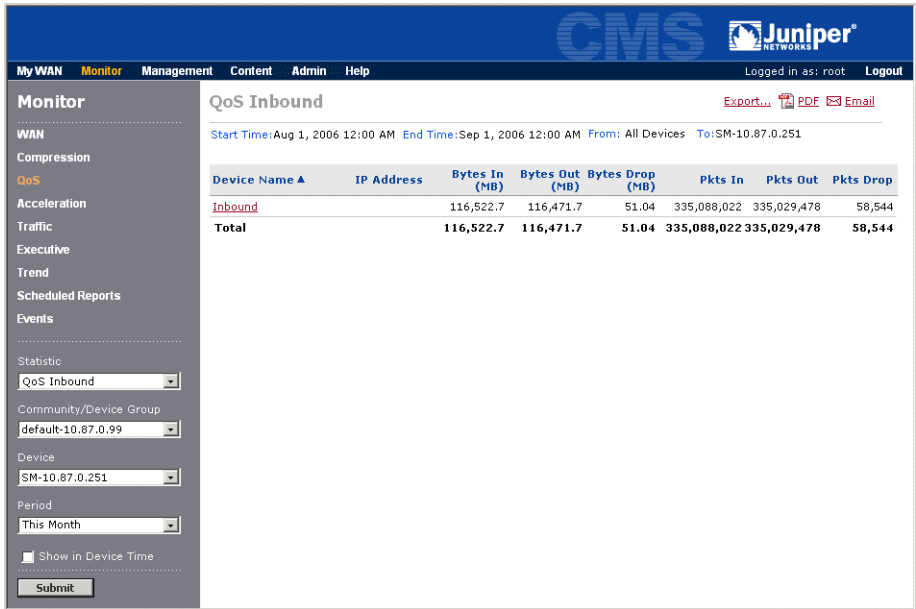 CMS
Juniper®
NETWORKS
My WAN Monitor Management Content Admin Help Logged in as: root Logout
Monitor
WAN
Compression
QoS
Acceleration
Traffic
Executive
Trend
Scheduled Reports
Events
Statistic
QoS Inbound
Community/Device Group
default-10.87.0.99
Device
SM-10.87.0.251
Period
This Month
Show in Device Time
Submit
QoS Inbound
Export... PDF Email
Start Time:Aug 1, 2006 12:00 AM End Time:Sep 1, 2006 12:00 AM From: All Devices To:SM-10.87.0.251
Device Name ▲ IP Address Bytes In (MB) Bytes Out (MB) Bytes Drop (MB) Pkts In Pkts Out Pkts Drop
Inbound 116,522.7 116,471.7 51.04 335,088,022 335,029,478 58,544
Total 116,522.7 116,471.7 51.04 335,088,022 335,029,478 58,544